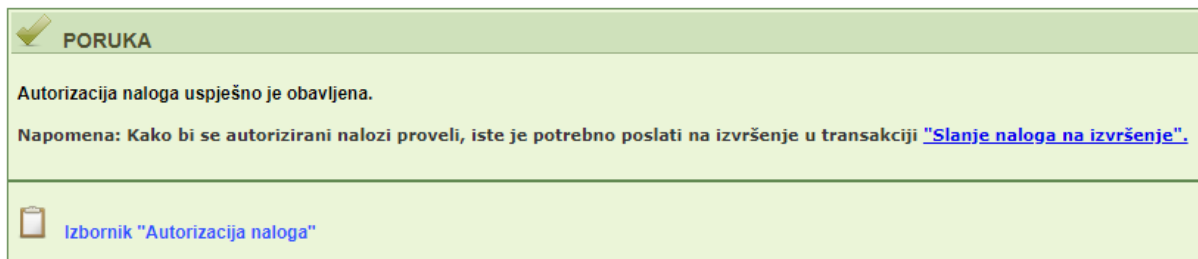 PORUKA
Autorizacija naloga uspješno je obavljena.
Napomena: Kako bi se autorizirani nalozi proveli, iste je potrebno poslati na izvršenje u transakciji "Slanje naloga na izvršenje".
Izbornik "Autorizacija naloga"